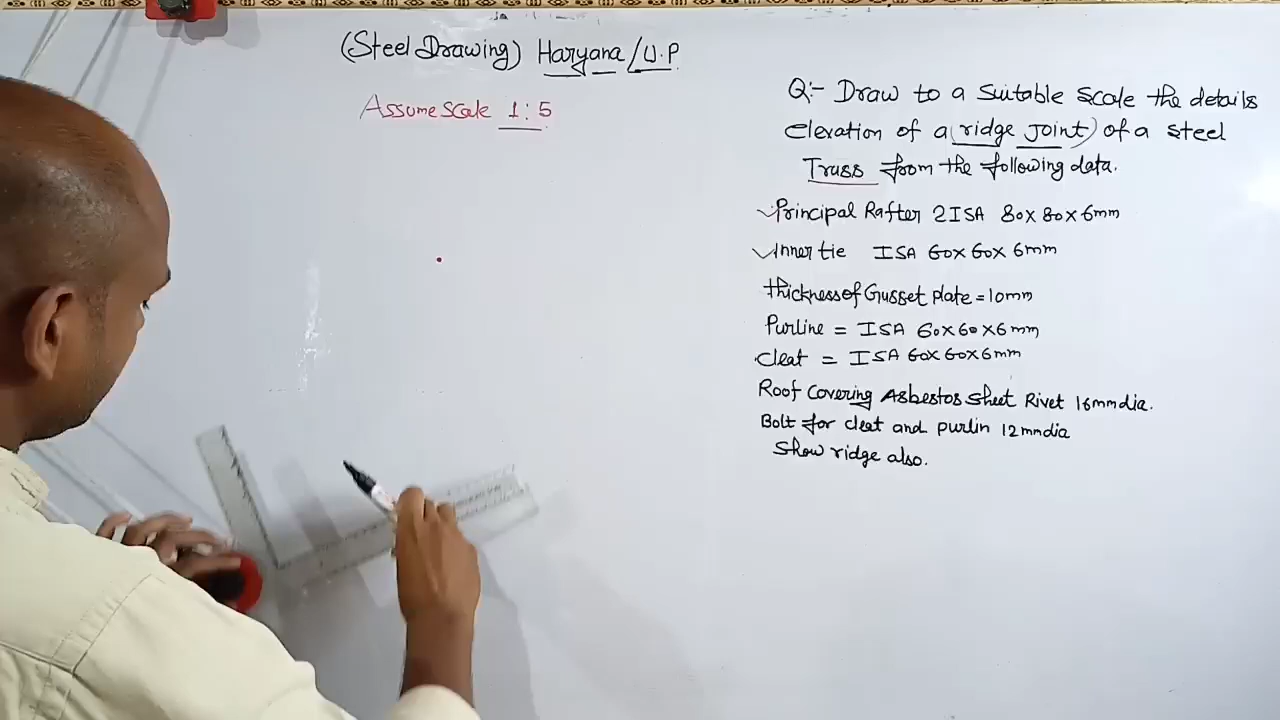 (Steel Drawing) Haryana/U.P
Assume Scale 1:5
Q:- Draw to a Suitable Scale the details
elevation of a (ridge joint) of a steel
Truss from the following data.
Principal Rafter 2ISA 80x80x6mm
Inner tie ISA 60x60x6mm
thickness of Gusset plate = 10mm
Purline = ISA 60x60x6mm
Cleat = ISA 60x60x6mm
Roof Covering Asbestos Sheet Rivet 16mm dia.
Bolt for cleat and purlin 12mm dia
Show ridge also.